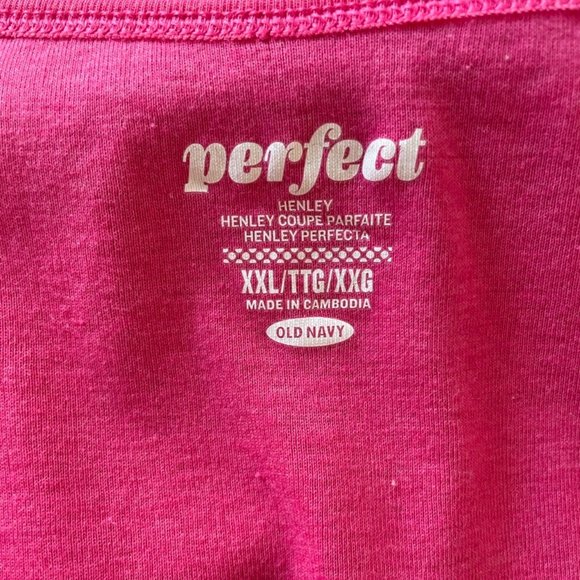 perfect
HENLEY
HENLEY COUPE PARFAITE
HENLEY PERFECTA
XXL/TTG/XXG
MADE IN CAMBODIA
OLD NAVY